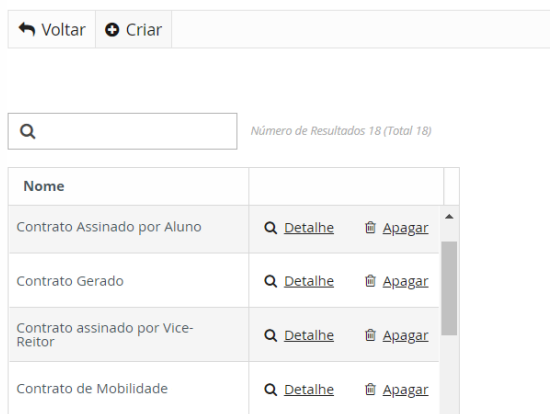 Voltar Criar
Número de Resultados 18 (Total 18)
Nome
Contrato Assinado por Aluno Detalhe Apagar
Contrato Gerado Detalhe Apagar
Contrato assinado por Vice-
Reitor Detalhe Apagar
Contrato de Mobilidade Detalhe Apagar